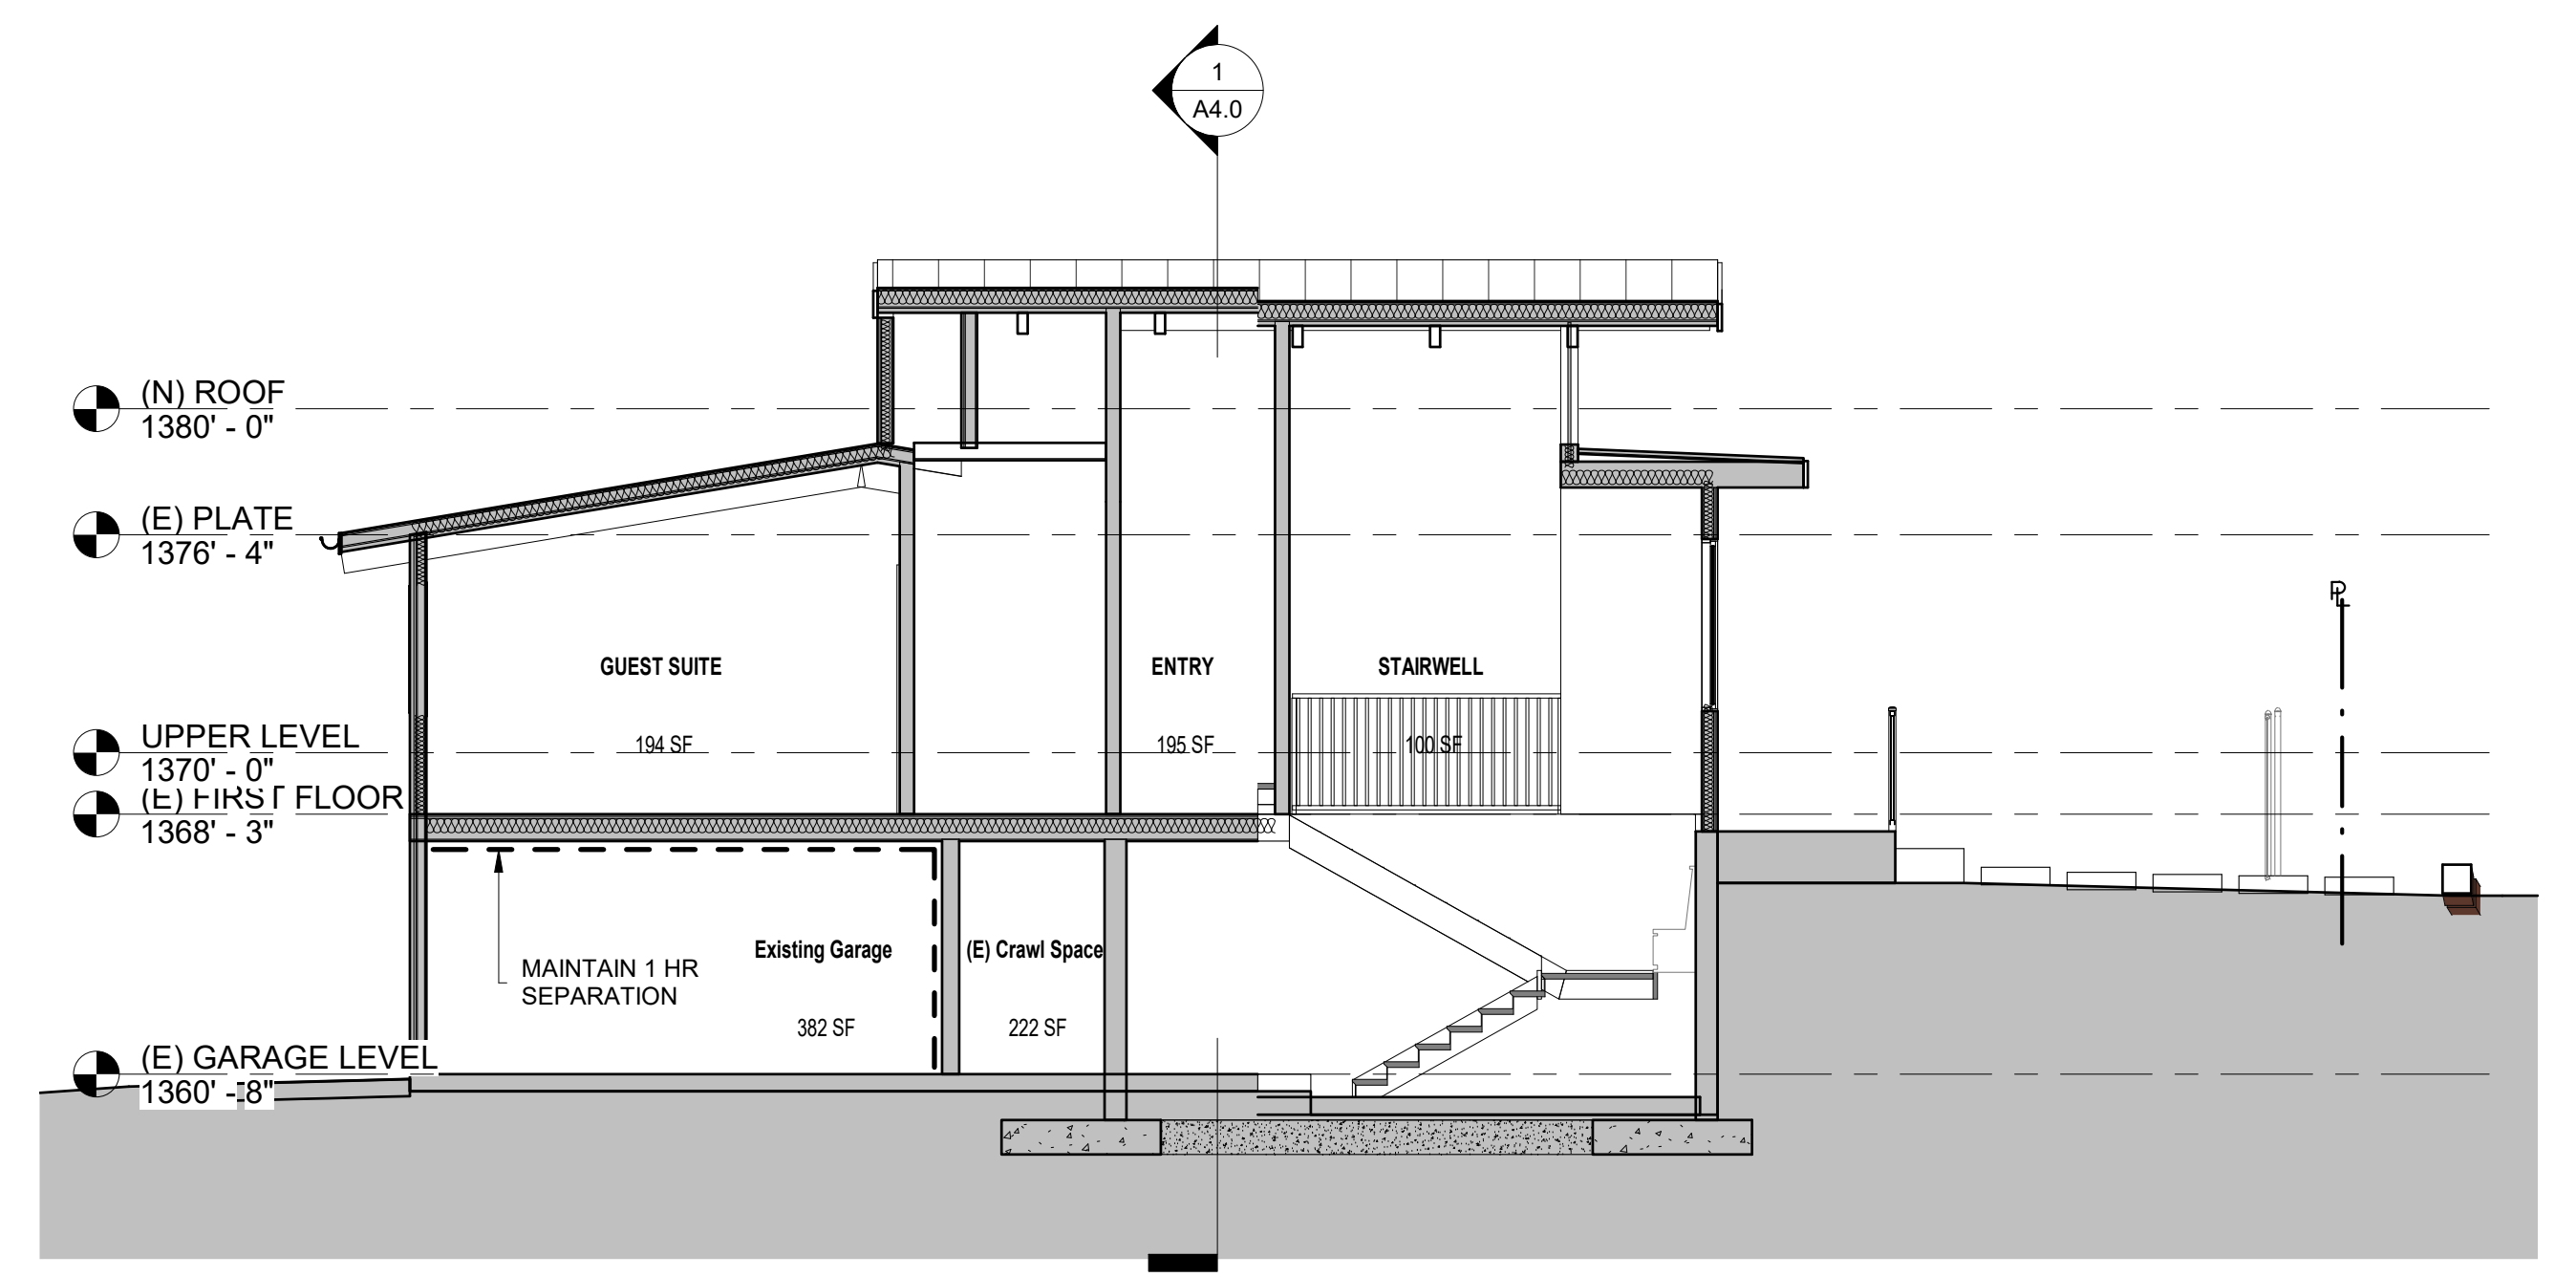 1
A4.0
(N) ROOF
1380' - 0"
(E) PLATE
1376' - 4"
UPPER LEVEL
1370' - 0"
(E) FIRST FLOOR
1368' - 3"
(E) GARAGE LEVEL
1360' - 8"
GUEST SUITE
194 SF
ENTRY
195 SF
STAIRWELL
100 SF
PL
MAINTAIN 1 HR
SEPARATION
Existing Garage
382 SF
(E) Crawl Space
222 SF